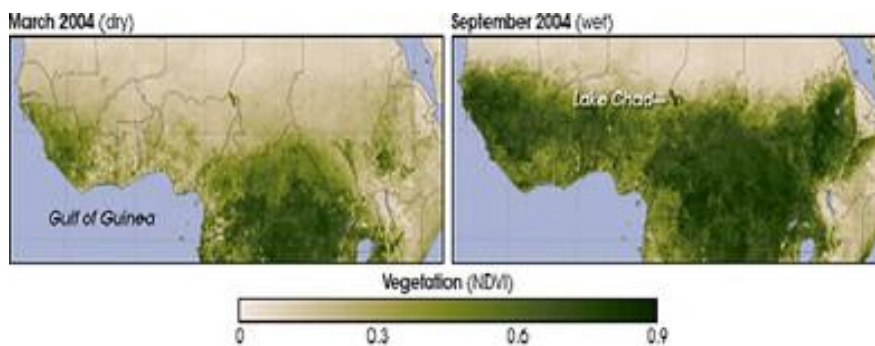 March 2004 (dry)
September 2004 (wet)
Lake Chad
Gulf of Guinea
Vegetation (NDVI)
0 0.3 0.6 0.9